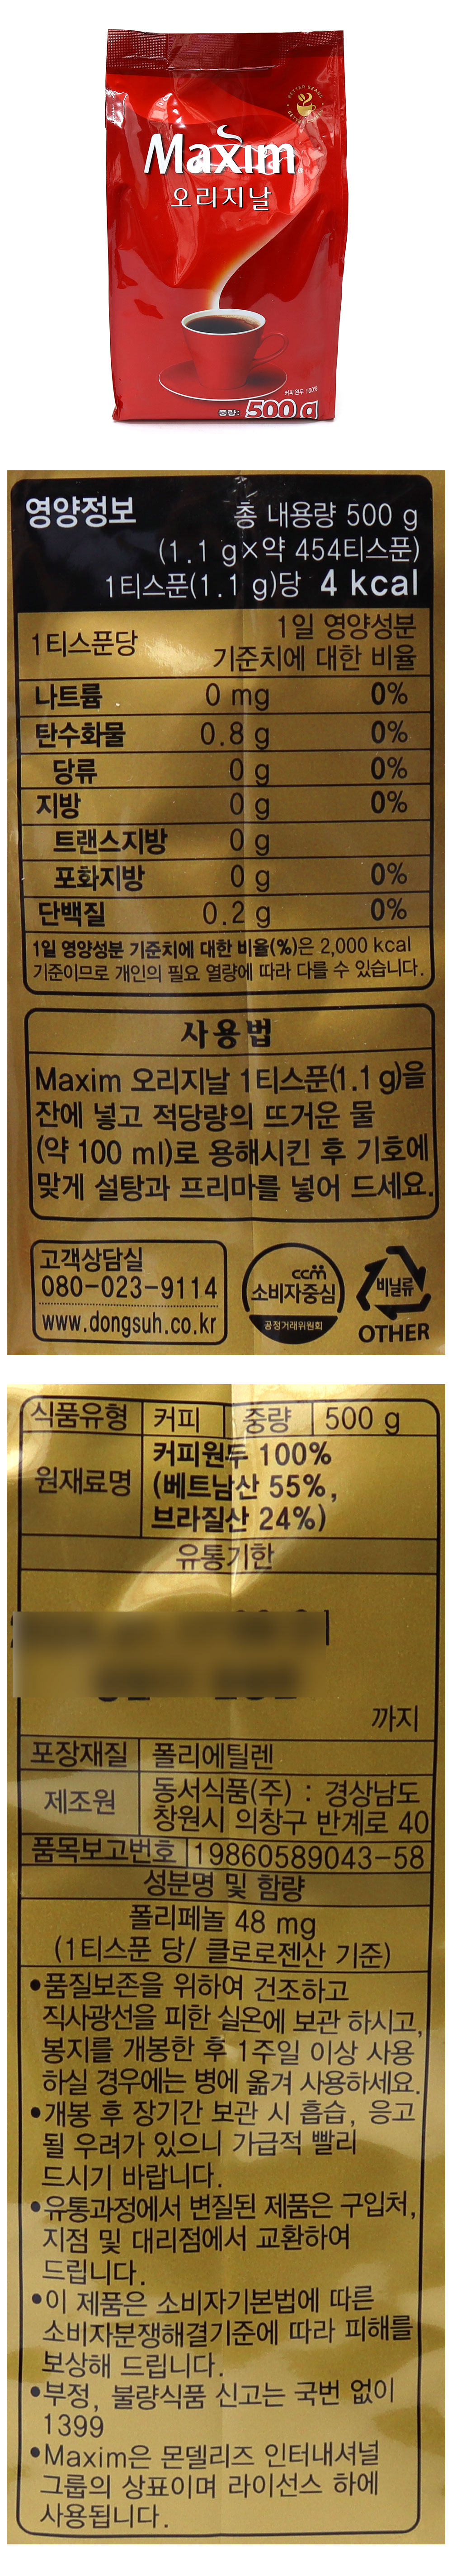 BETTER BEANS
Maxim
오리지날
커피원두 100%
중량: 500 g
영양정보
총 내용량 500 g
(1.1 g×약 454티스푼)
1티스푼(1.1 g)당 4 kcal
1티스푼당
1일 영양성분
기준치에 대한 비율
나트륨 0 mg 0%
탄수화물 0.8 g 0%
당류 0 g 0%
지방 0 g 0%
트랜스지방 0 g
포화지방 0 g 0%
단백질 0.2 g 0%
1일 영양성분 기준치에 대한 비율(%)은 2,000 kcal
기준이므로 개인의 필요 열량에 따라 다를 수 있습니다.
사용법
Maxim 오리지날 1티스푼(1.1 g)을
잔에 넣고 적당량의 뜨거운 물
(약 100 ml)로 용해시킨 후 기호에
맞게 설탕과 프리마를 넣어 드세요.
고객상담실
080-023-9114
www.dongsuh.co.kr
ccm
소비자중심
공정거래위원회
비닐류
OTHER
식품유형 커피 중량 500 g
원재료명
커피원두 100%
(베트남산 55%,
브라질산 24%)
유통기한
까지
포장재질 폴리에틸렌
제조원
동서식품(주) : 경상남도
창원시 의창구 반계로 40
품목보고번호 19860589043-58
성분명 및 함량
폴리페놀 48 mg
(1티스푼 당/ 클로로젠산 기준)
•품질보존을 위하여 건조하고
직사광선을 피한 실온에 보관 하시고,
봉지를 개봉한 후 1주일 이상 사용
하실 경우에는 병에 옮겨 사용하세요.
•개봉 후 장기간 보관 시 흡습, 응고
될 우려가 있으니 가급적 빨리
드시기 바랍니다.
•유통과정에서 변질된 제품은 구입처,
지점 및 대리점에서 교환하여
드립니다.
•이 제품은 소비자기본법에 따른
소비자분쟁해결기준에 따라 피해를
보상해 드립니다.
•부정, 불량식품 신고는 국번 없이
1399
•Maxim은 몬델리즈 인터내셔널
그룹의 상표이며 라이선스 하에
사용됩니다.